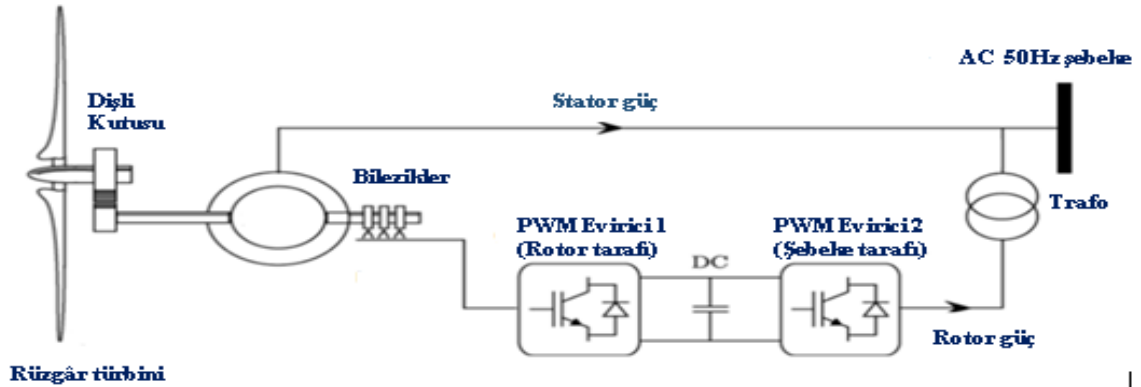 AC 50Hz şebeke
Dişli
Kutusu
Stator güç
Bilezikler
Trafo
PWM Evirici 1
(Rotor tarafı)
DC
PWM Evirici 2
(Şebeke tarafı)
Rotor güç
Rüzgâr türbini